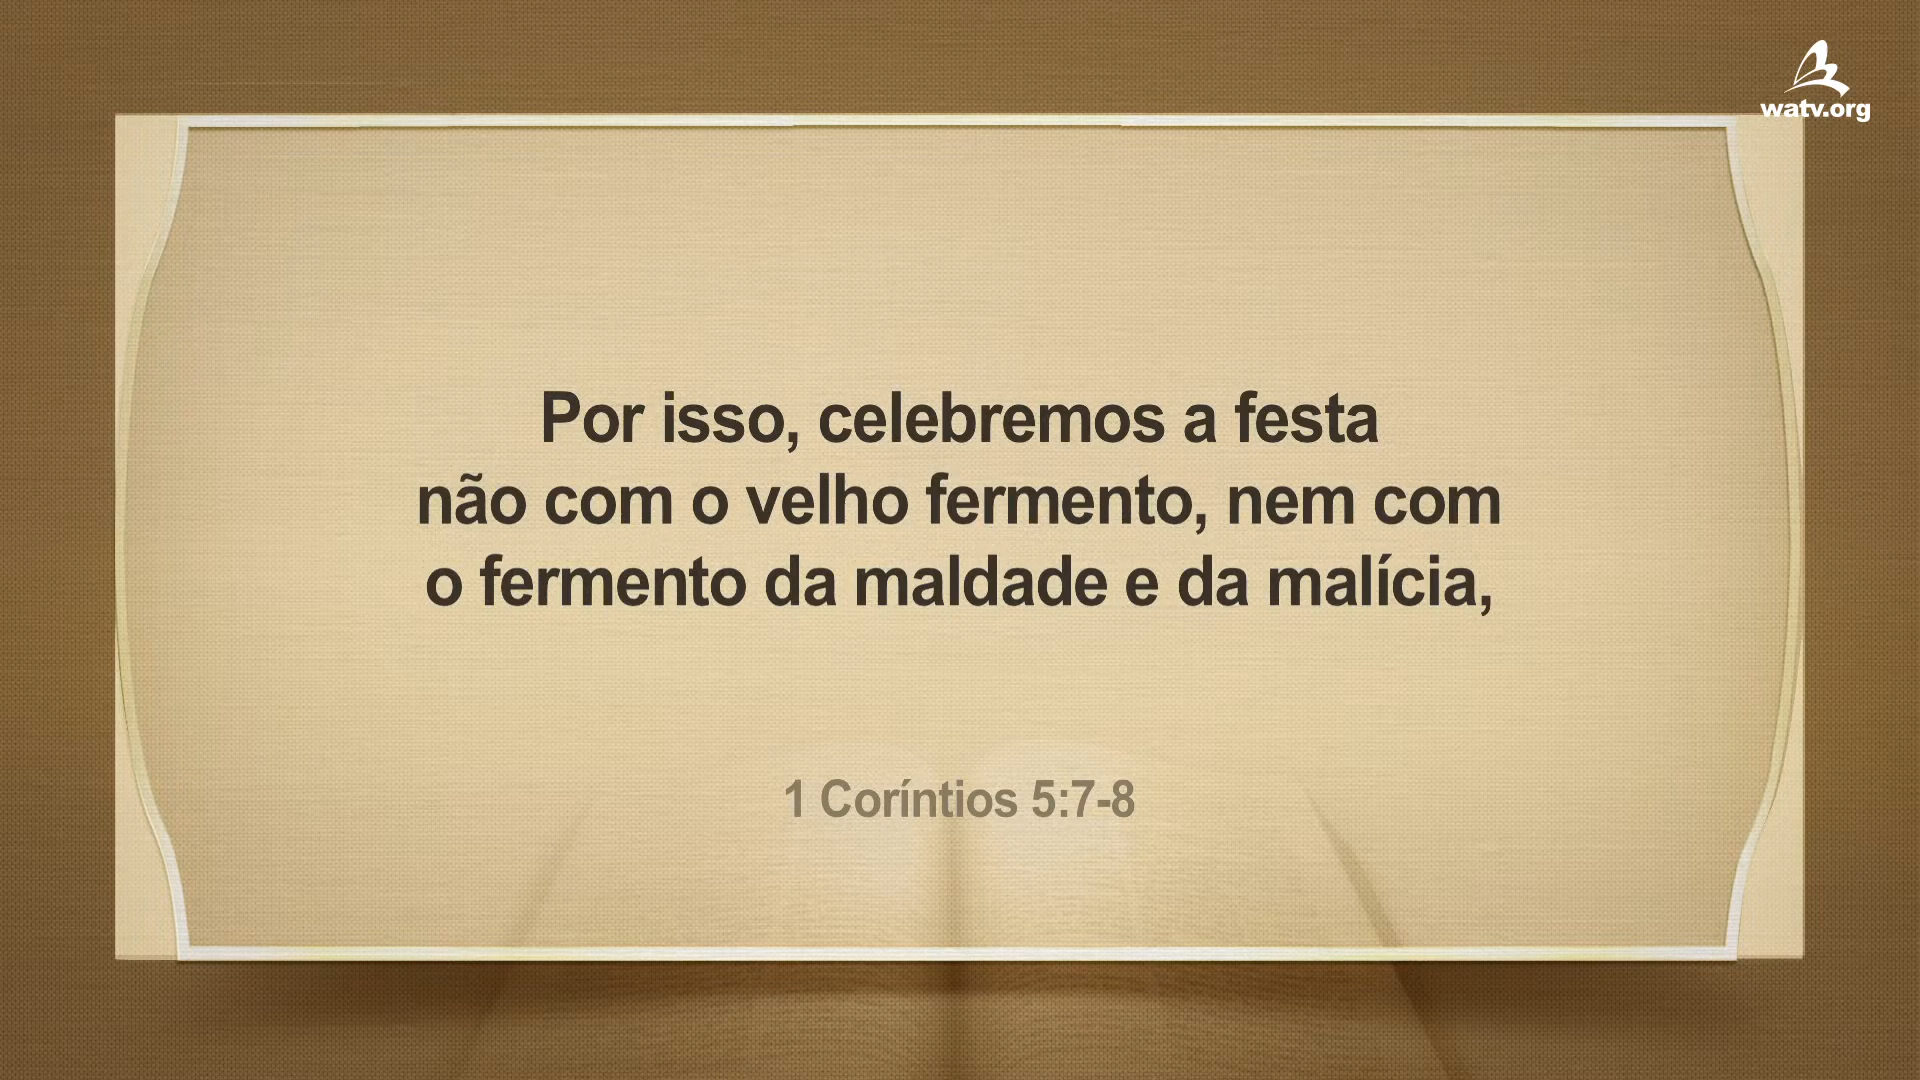 watv.org
Por isso, celebremos a festa
não com o velho fermento, nem com
o fermento da maldade e da malícia,
1 Coríntios 5:7-8